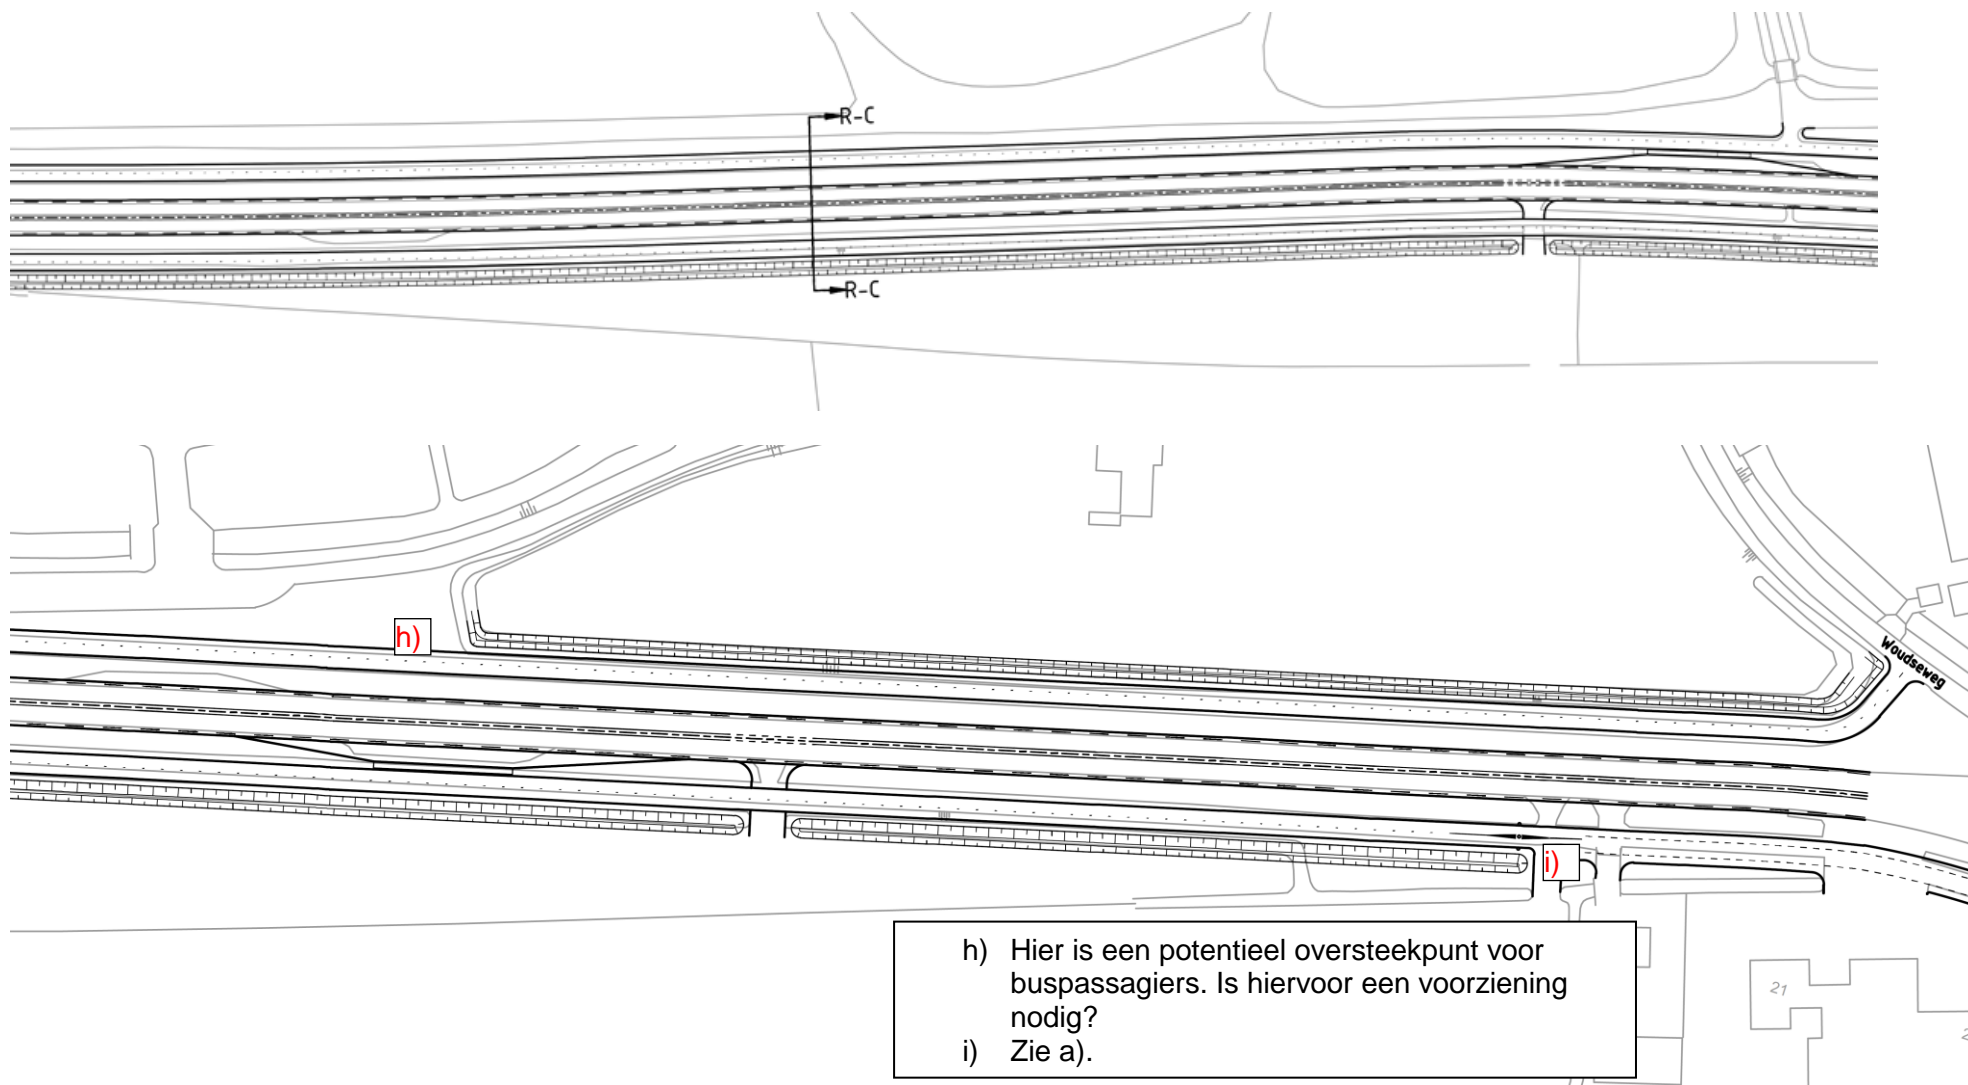 R-C
R-C
h)
Woudseweg
i)
h) Hier is een potentieel oversteekpunt voor
buspassagiers. Is hiervoor een voorziening
nodig?
i) Zie a).
21